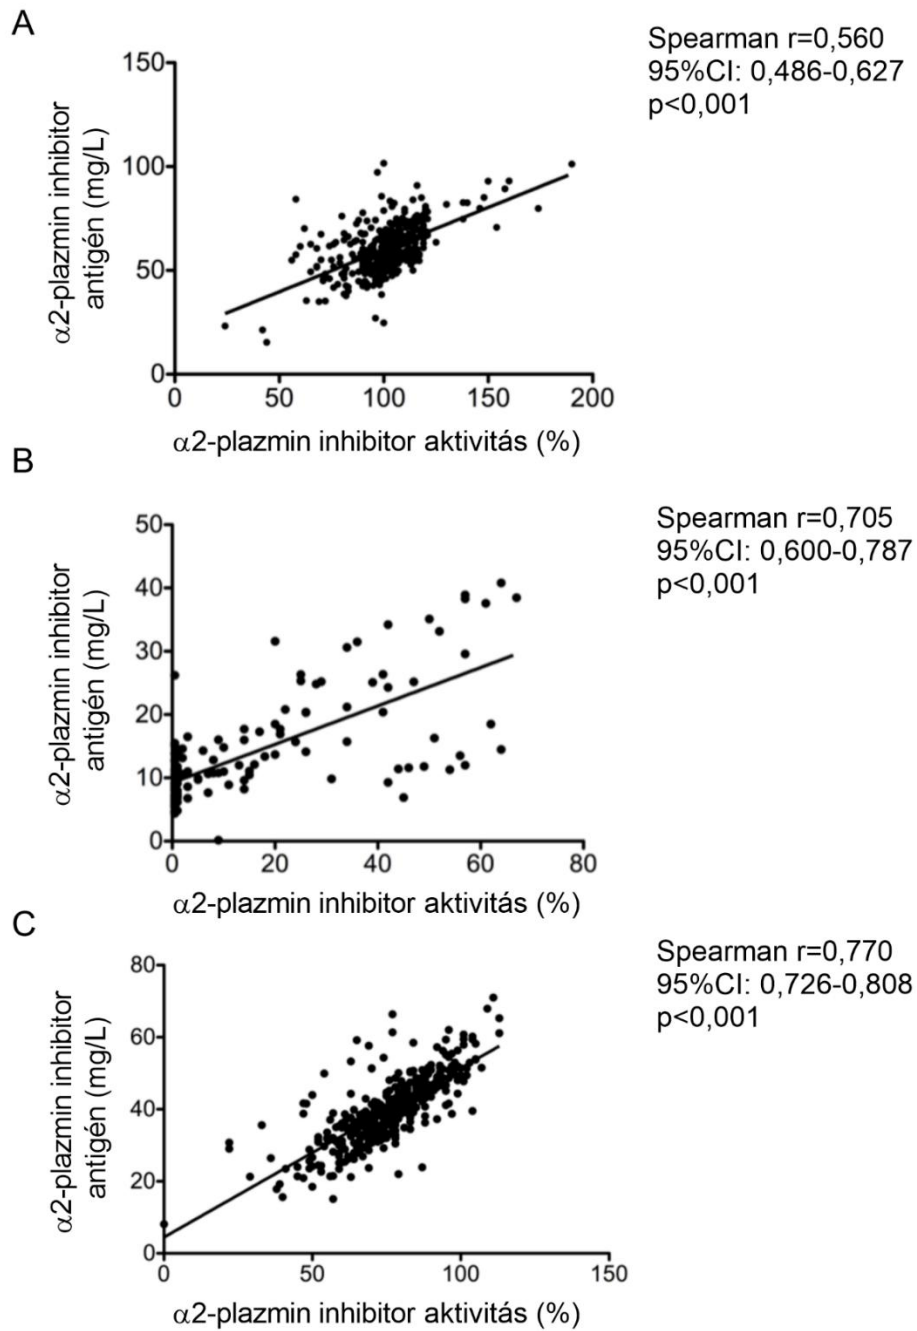 A
Spearman r=0,560
95%CI: 0,486-0,627
p<0,001
α2-plazmin inhibitor
antigén (mg/L)
150
100
50
0
0 50 100 150 200
α2-plazmin inhibitor aktivitás (%)
B
Spearman r=0,705
95%CI: 0,600-0,787
p<0,001
α2-plazmin inhibitor
antigén (mg/L)
50
40
30
20
10
0
0 20 40 60 80
α2-plazmin inhibitor aktivitás (%)
C
Spearman r=0,770
95%CI: 0,726-0,808
p<0,001
α2-plazmin inhibitor
antigén (mg/L)
80
60
40
20
0
0 50 100 150
α2-plazmin inhibitor aktivitás (%)